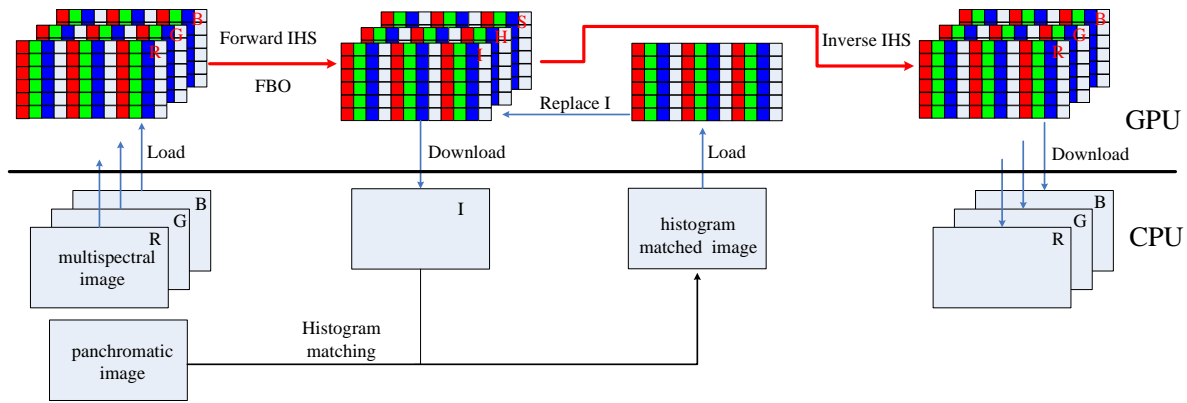 B
G
R
Forward IHS
FBO
S
H
I
Replace I
Inverse IHS
B
G
R
GPU
Load
Download
Load
Download
B
G
R
multispectral
image
I
histogram
matched image
B
G
R
CPU
panchromatic
image
Histogram
matching